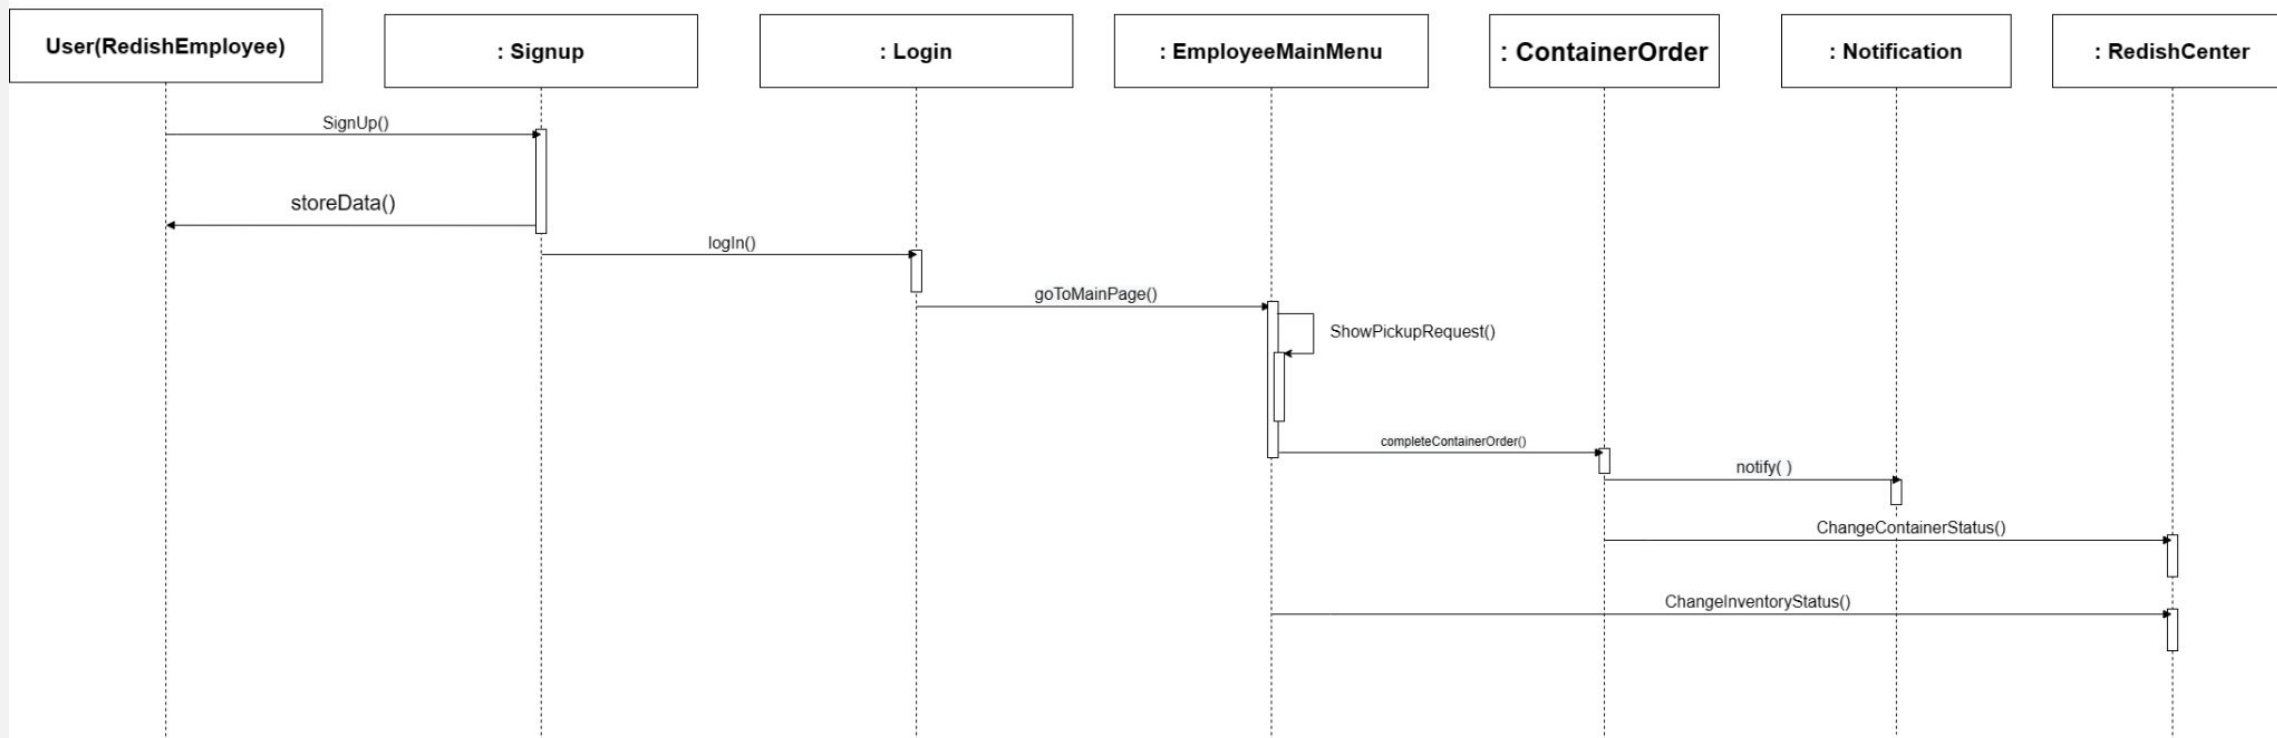 User(RedishEmployee)
: Signup
: Login
: EmployeeMainMenu
: ContainerOrder
: Notification
: RedishCenter
SignUp()
storeData()
logIn()
goToMainPage()
ShowPickupRequest()
completeContainerOrder()
notify( )
ChangeContainerStatus()
ChangeInventoryStatus()